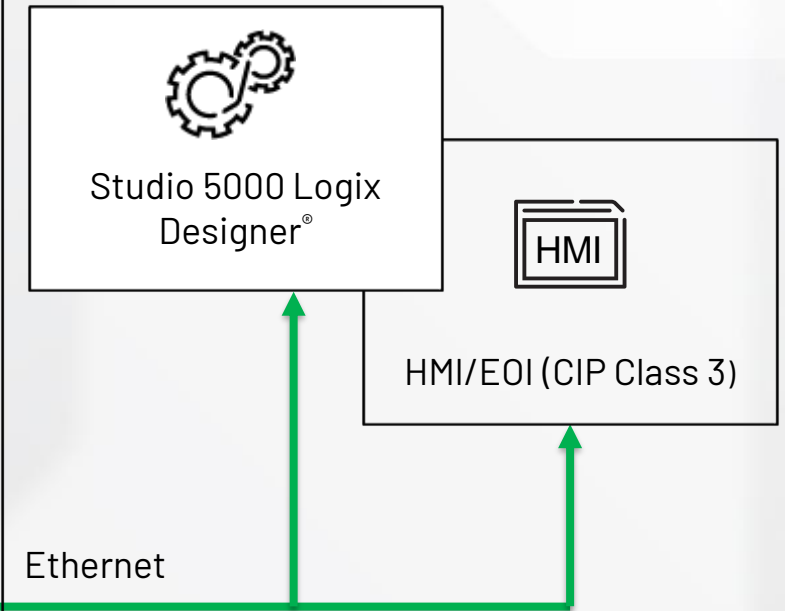 Studio 5000 Logix
Designer®
HMI
HMI/EOI (CIP Class 3)
Ethernet